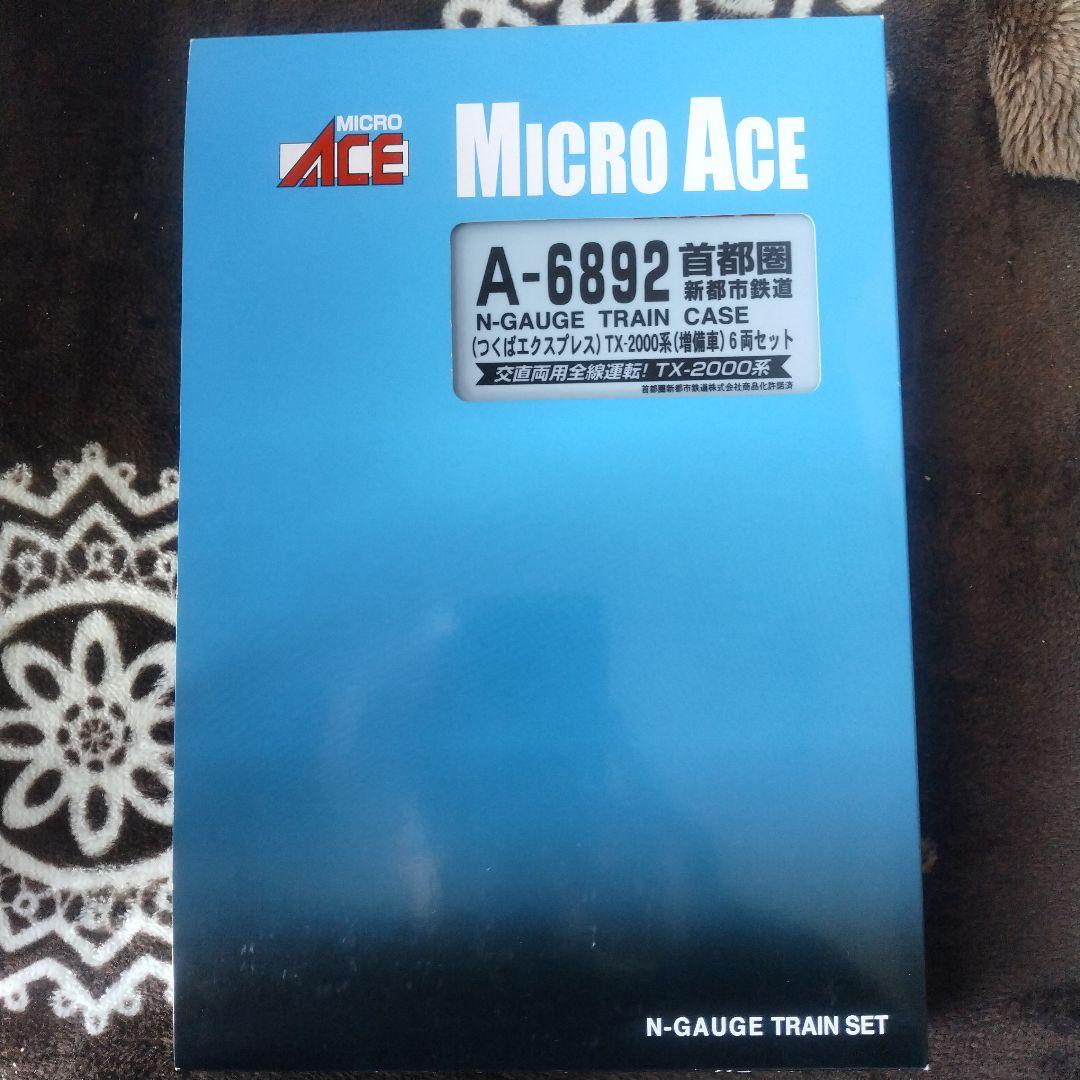 MICRO
ACE
MICRO ACE
A-6892 首都圏
新都市鉄道
N-GAUGE TRAIN CASE
(つくばエクスプレス) TX-2000系(増備車) 6両セット
交直両用全線運転! TX-2000系
首都圏新都市鉄道株式会社商品化許諾済
N-GAUGE TRAIN SET